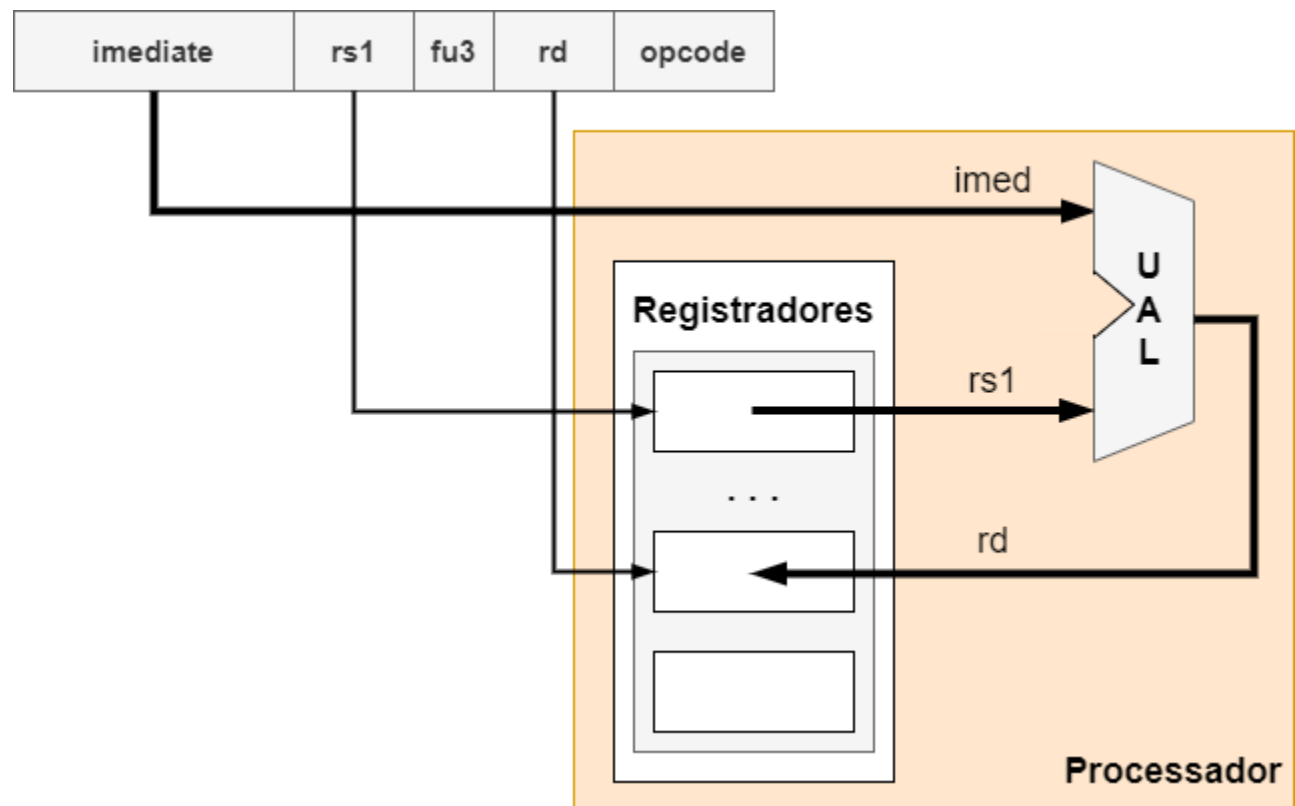 imediate rs1 fu3 rd opcode
imed
U
A
L
Registradores
rs1
. . .
rd
Processador